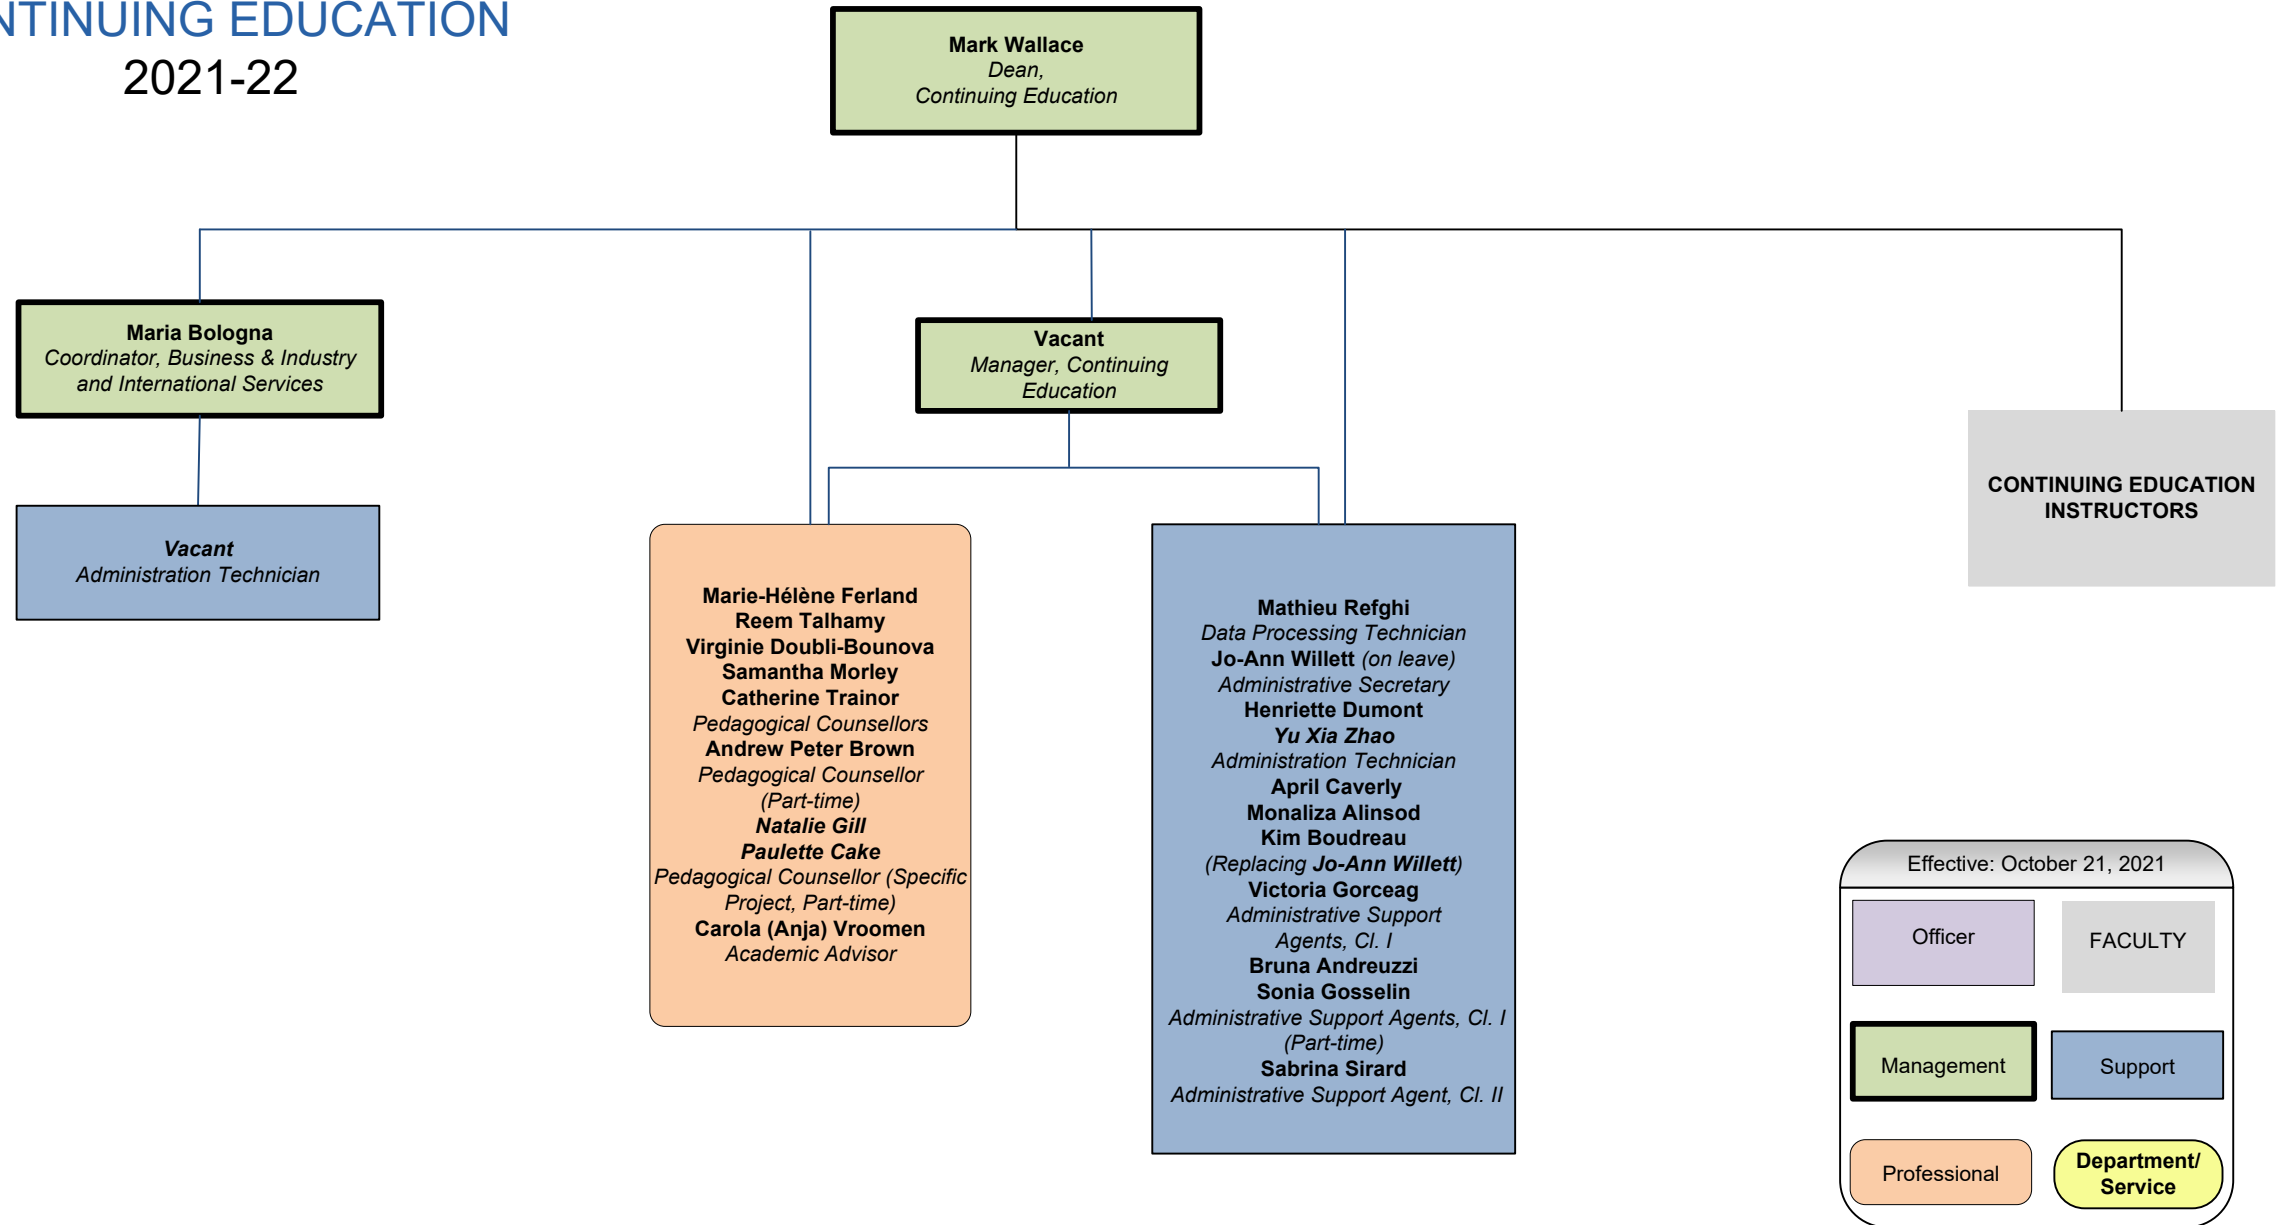 NTINUING EDUCATION
2021-22
Mark Wallace
Dean,
Continuing Education
Maria Bologna
Coordinator, Business & Industry
and International Services
Vacant
Manager, Continuing
Education
CONTINUING EDUCATION
INSTRUCTORS
Vacant
Administration Technician
Marie-Hélène Ferland
Reem Talhamy
Virginie Doubli-Bounova
Samantha Morley
Catherine Trainor
Pedagogical Counsellors
Andrew Peter Brown
Pedagogical Counsellor
(Part-time)
Natalie Gill
Paulette Cake
Pedagogical Counsellor (Specific
Project, Part-time)
Carola (Anja) Vroomen
Academic Advisor
Mathieu Refghi
Data Processing Technician
Jo-Ann Willett (on leave)
Administrative Secretary
Henriette Dumont
Yu Xia Zhao
Administration Technician
April Caverly
Monaliza Alinsod
Kim Boudreau
(Replacing Jo-Ann Willett)
Victoria Gorceag
Administrative Support
Agents, Cl. I
Bruna Andreuzzi
Sonia Gosselin
Administrative Support Agents, Cl. I
(Part-time)
Sabrina Sirard
Administrative Support Agent, Cl. II
Effective: October 21, 2021
Officer
FACULTY
Management
Support
Professional
Department/
Service